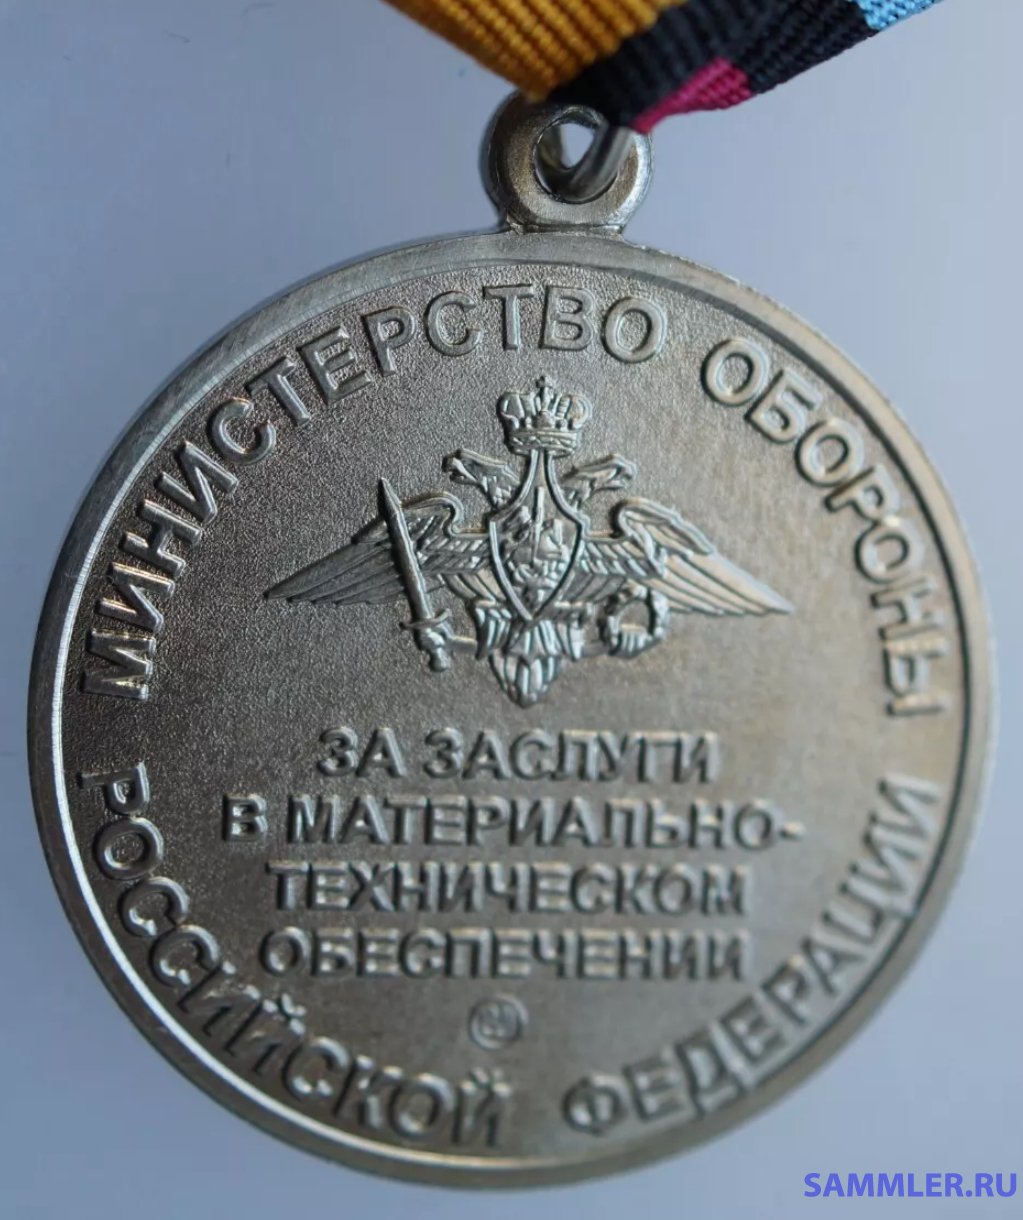 МИНИСТЕРСТВО ОБОРОНЫ
РОССИЙСКОЙ ФЕДЕРАЦИИ
ЗА ЗАСЛУГИ
В МАТЕРИАЛЬНО-
ТЕХНИЧЕСКОМ
ОБЕСПЕЧЕНИИ
SAMMLER.RU